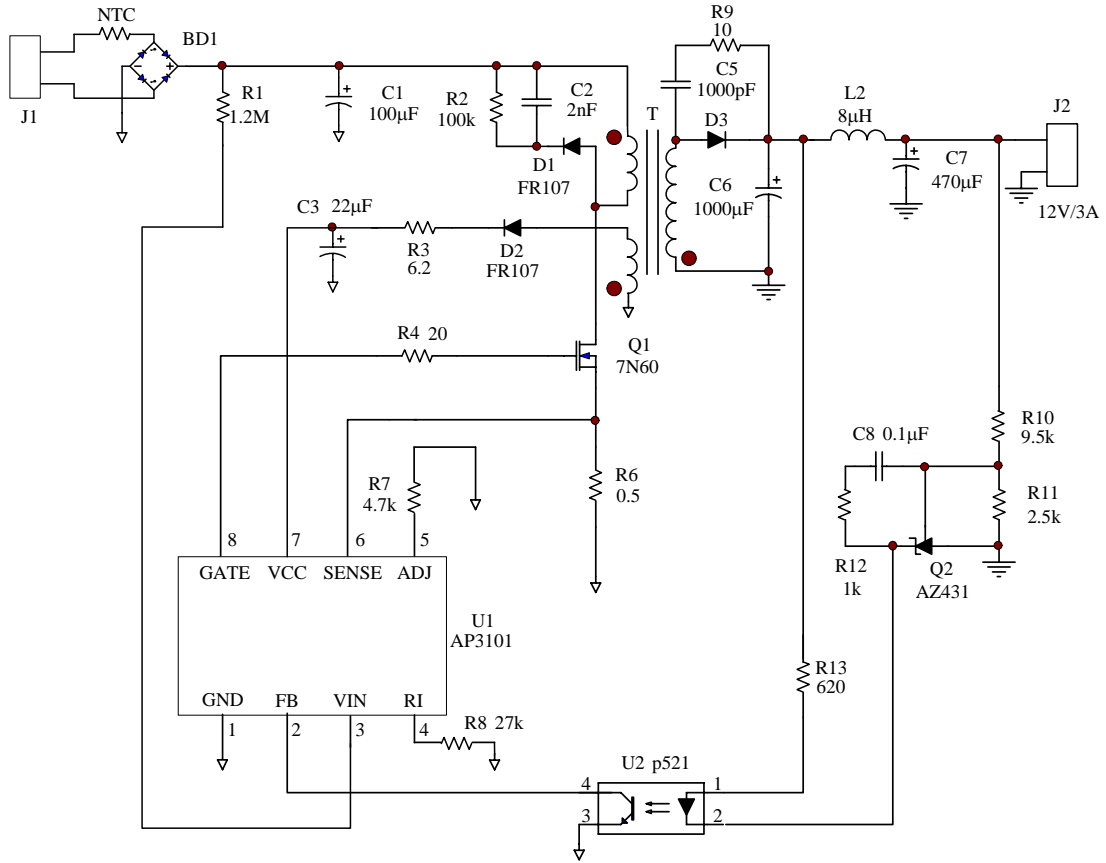 NTC
BD1
J1
R1
1.2M
C1
100μF
R2
100k
C2
2nF
D1
FR107
R9
10
C5
1000pF
T
D3
C6
1000μF
L2
8μH
C7
470μF
J2
12V/3A
C3 22μF
R3
6.2
D2
FR107
R4 20
Q1
7N60
R6
0.5
R7
4.7k
8
7
6
5
GATE
VCC
SENSE
ADJ
U1
AP3101
GND
FB
VIN
RI
1
2
3
4
R8 27k
R10
9.5k
C8 0.1μF
R11
2.5k
R12
1k
Q2
AZ431
R13
620
U2 p521
4
1
3
2